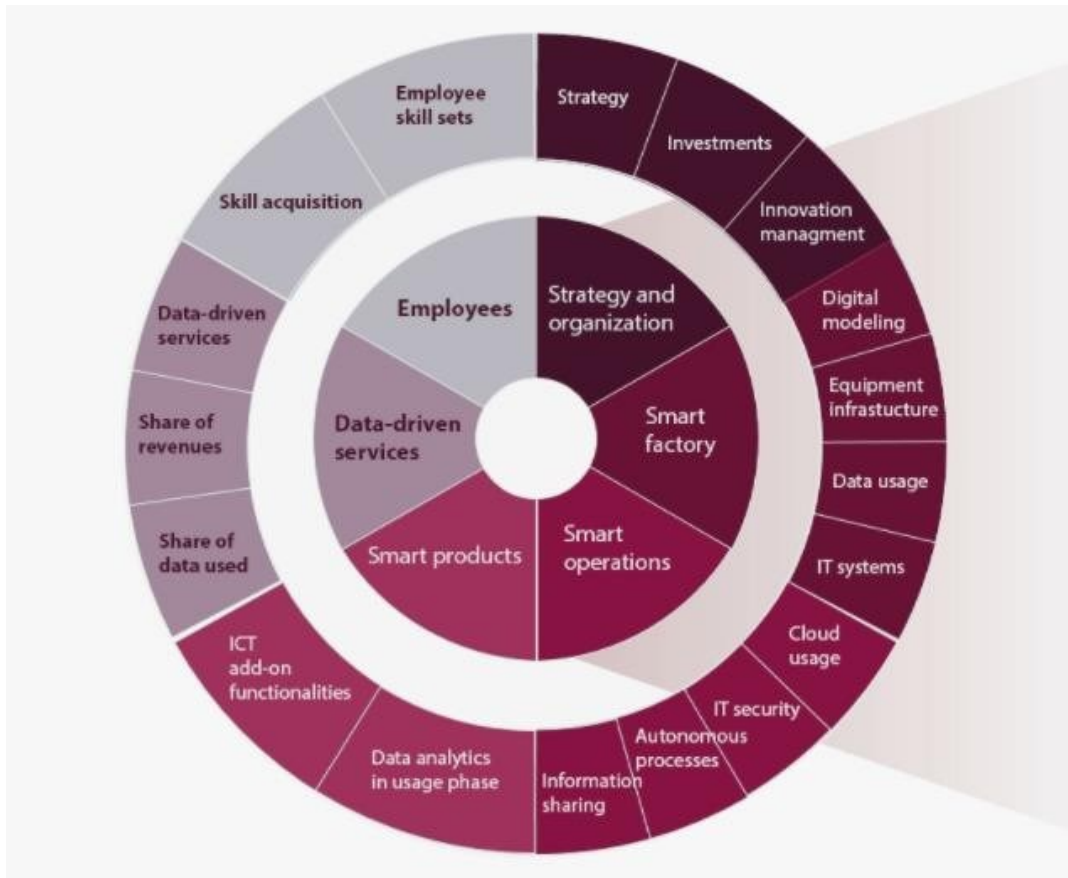 Employee
skill sets
Strategy
Investments
Innovation
managment
Digital
modeling
Equipment
infrastucture
Data usage
IT systems
Cloud
usage
IT security
Autonomous
processes
Information
sharing
Data analytics
in usage phase
ICT
add-on
functionalities
Share of
data used
Share of
revenues
Data-driven
services
Skill acquisition
Employees
Strategy and
organization
Smart
factory
Smart
operations
Smart products
Data-driven
services